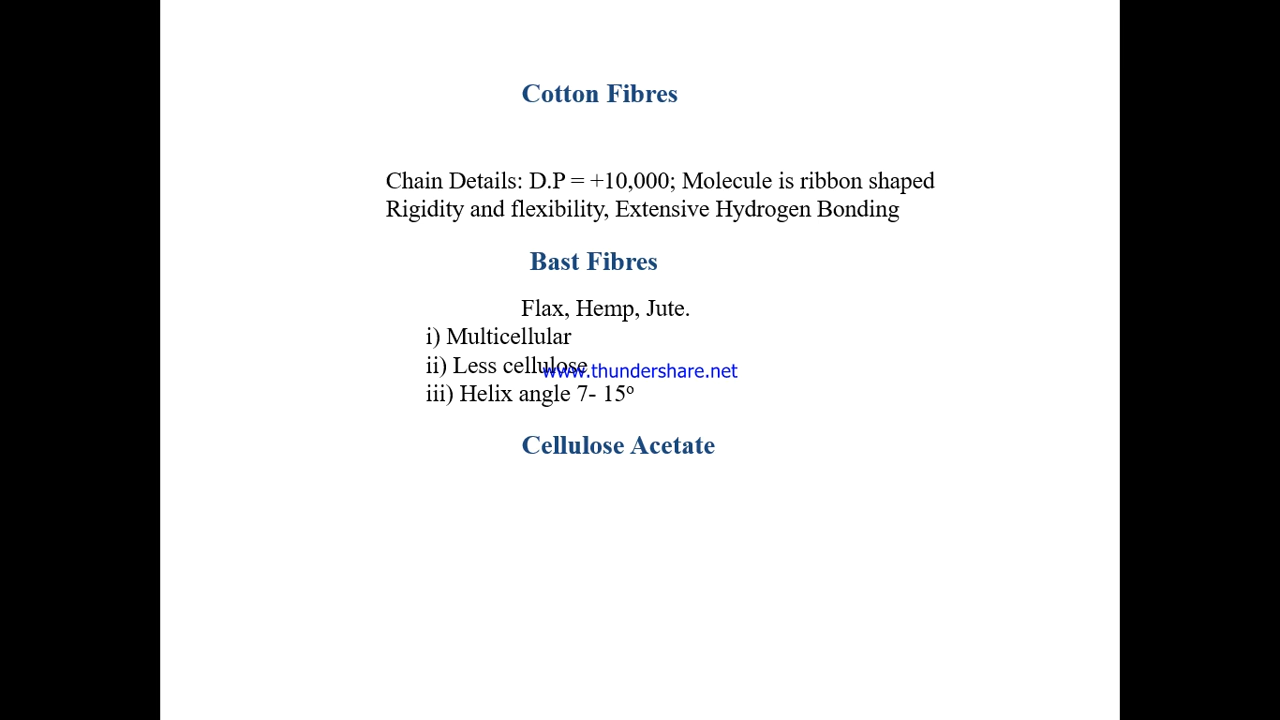 Cotton Fibres
Chain Details: D.P = +10,000; Molecule is ribbon shaped
Rigidity and flexibility, Extensive Hydrogen Bonding
Bast Fibres
Flax, Hemp, Jute.
i) Multicellular
ii) Less cellulose
www.thundershare.net
iii) Helix angle 7- 15º
Cellulose Acetate